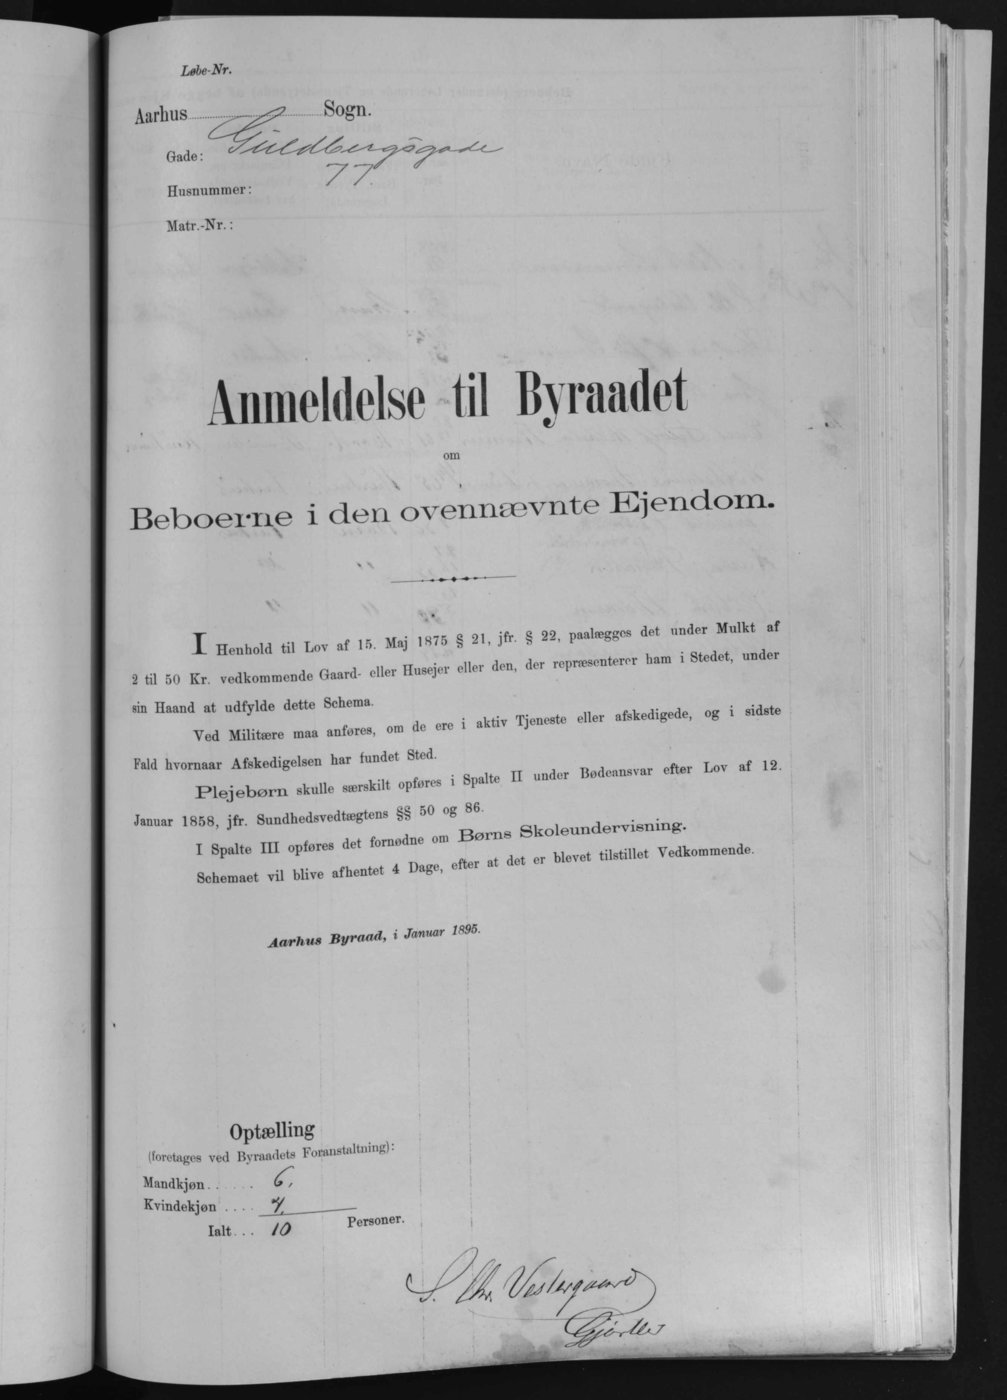 Løbe-Nr.
Aarhus Sogn.
Gade: Guldbergsgade
Husnummer: 77
Matr.-Nr.:
Anmeldelse til Byraadet
om
Beboerne i den ovennævnte Ejendom.
I Henhold til Lov af 15. Maj 1875 § 21, jfr. § 22, paalægges det under Mulkt af
2 til 50 Kr. vedkommende Gaard- eller Husejer eller den, der repræsenterer ham i Stedet, under
sin Haand at udfylde dette Schema.
Ved Militære maa anføres, om de ere i aktiv Tjeneste eller afskedigede, og i sidste
Fald hvornaar Afskedigelsen har fundet Sted.
Plejebørn skulle særskilt opføres i Spalte II under Bødeansvar efter Lov af 12.
Januar 1858, jfr. Sundhedsvedtægtens §§ 50 og 86.
I Spalte III opføres det fornødne om Børns Skoleundervisning.
Schemaet vil blive afhentet 4 Dage, efter at det er blevet tilstillet Vedkommende.
Aarhus Byraad, i Januar 1895.
Optælling
(foretages ved Byraadets Foranstaltning):
Mandkjøn...... 6.
Kvindekjøn.... 4.
Ialt... 10 Personer.
S. Chr. Vestergaard
Gjørtler